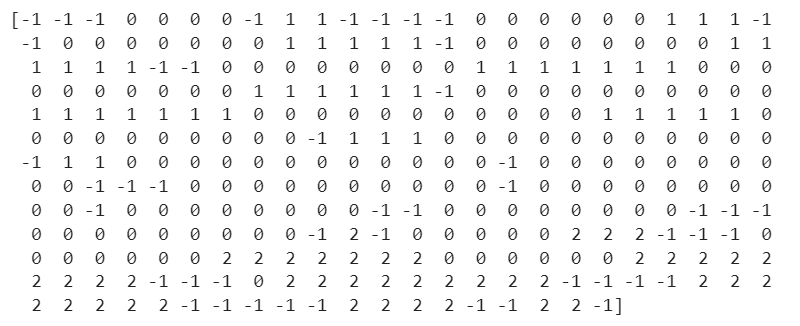 [-1 -1 -1 0 0 0 0 -1 1 1 -1 -1 -1 -1 0 0 0 0 0 0 1 1 1 -1
-1 0 0 0 0 0 0 0 1 1 1 1 1 -1 0 0 0 0 0 0 0 0 1 1
1 1 1 1 -1 -1 0 0 0 0 0 0 0 0 1 1 1 1 1 1 1 0 0 0
0 0 0 0 0 0 0 1 1 1 1 1 1 -1 0 0 0 0 0 0 0 0 0 0
1 1 1 1 1 1 1 0 0 0 0 0 0 0 0 0 0 0 1 1 1 1 1 0
0 0 0 0 0 0 0 0 0 -1 1 1 1 0 0 0 0 0 0 0 0 0 0 0
-1 1 1 0 0 0 0 0 0 0 0 0 0 0 0 -1 0 0 0 0 0 0 0 0
0 0 -1 -1 -1 0 0 0 0 0 0 0 0 0 0 -1 0 0 0 0 0 0 0 0
0 0 -1 0 0 0 0 0 0 0 0 -1 -1 0 0 0 0 0 0 0 0 -1 -1 -1
0 0 0 0 0 0 0 0 0 -1 2 -1 0 0 0 0 0 2 2 2 -1 -1 -1 0
0 0 0 0 0 0 2 2 2 2 2 2 2 0 0 0 0 0 0 2 2 2 2 2
2 2 2 2 -1 -1 -1 0 2 2 2 2 2 2 2 2 2 -1 -1 -1 -1 2 2 2
2 2 2 2 2 -1 -1 -1 -1 -1 2 2 2 2 -1 -1 2 2 -1]